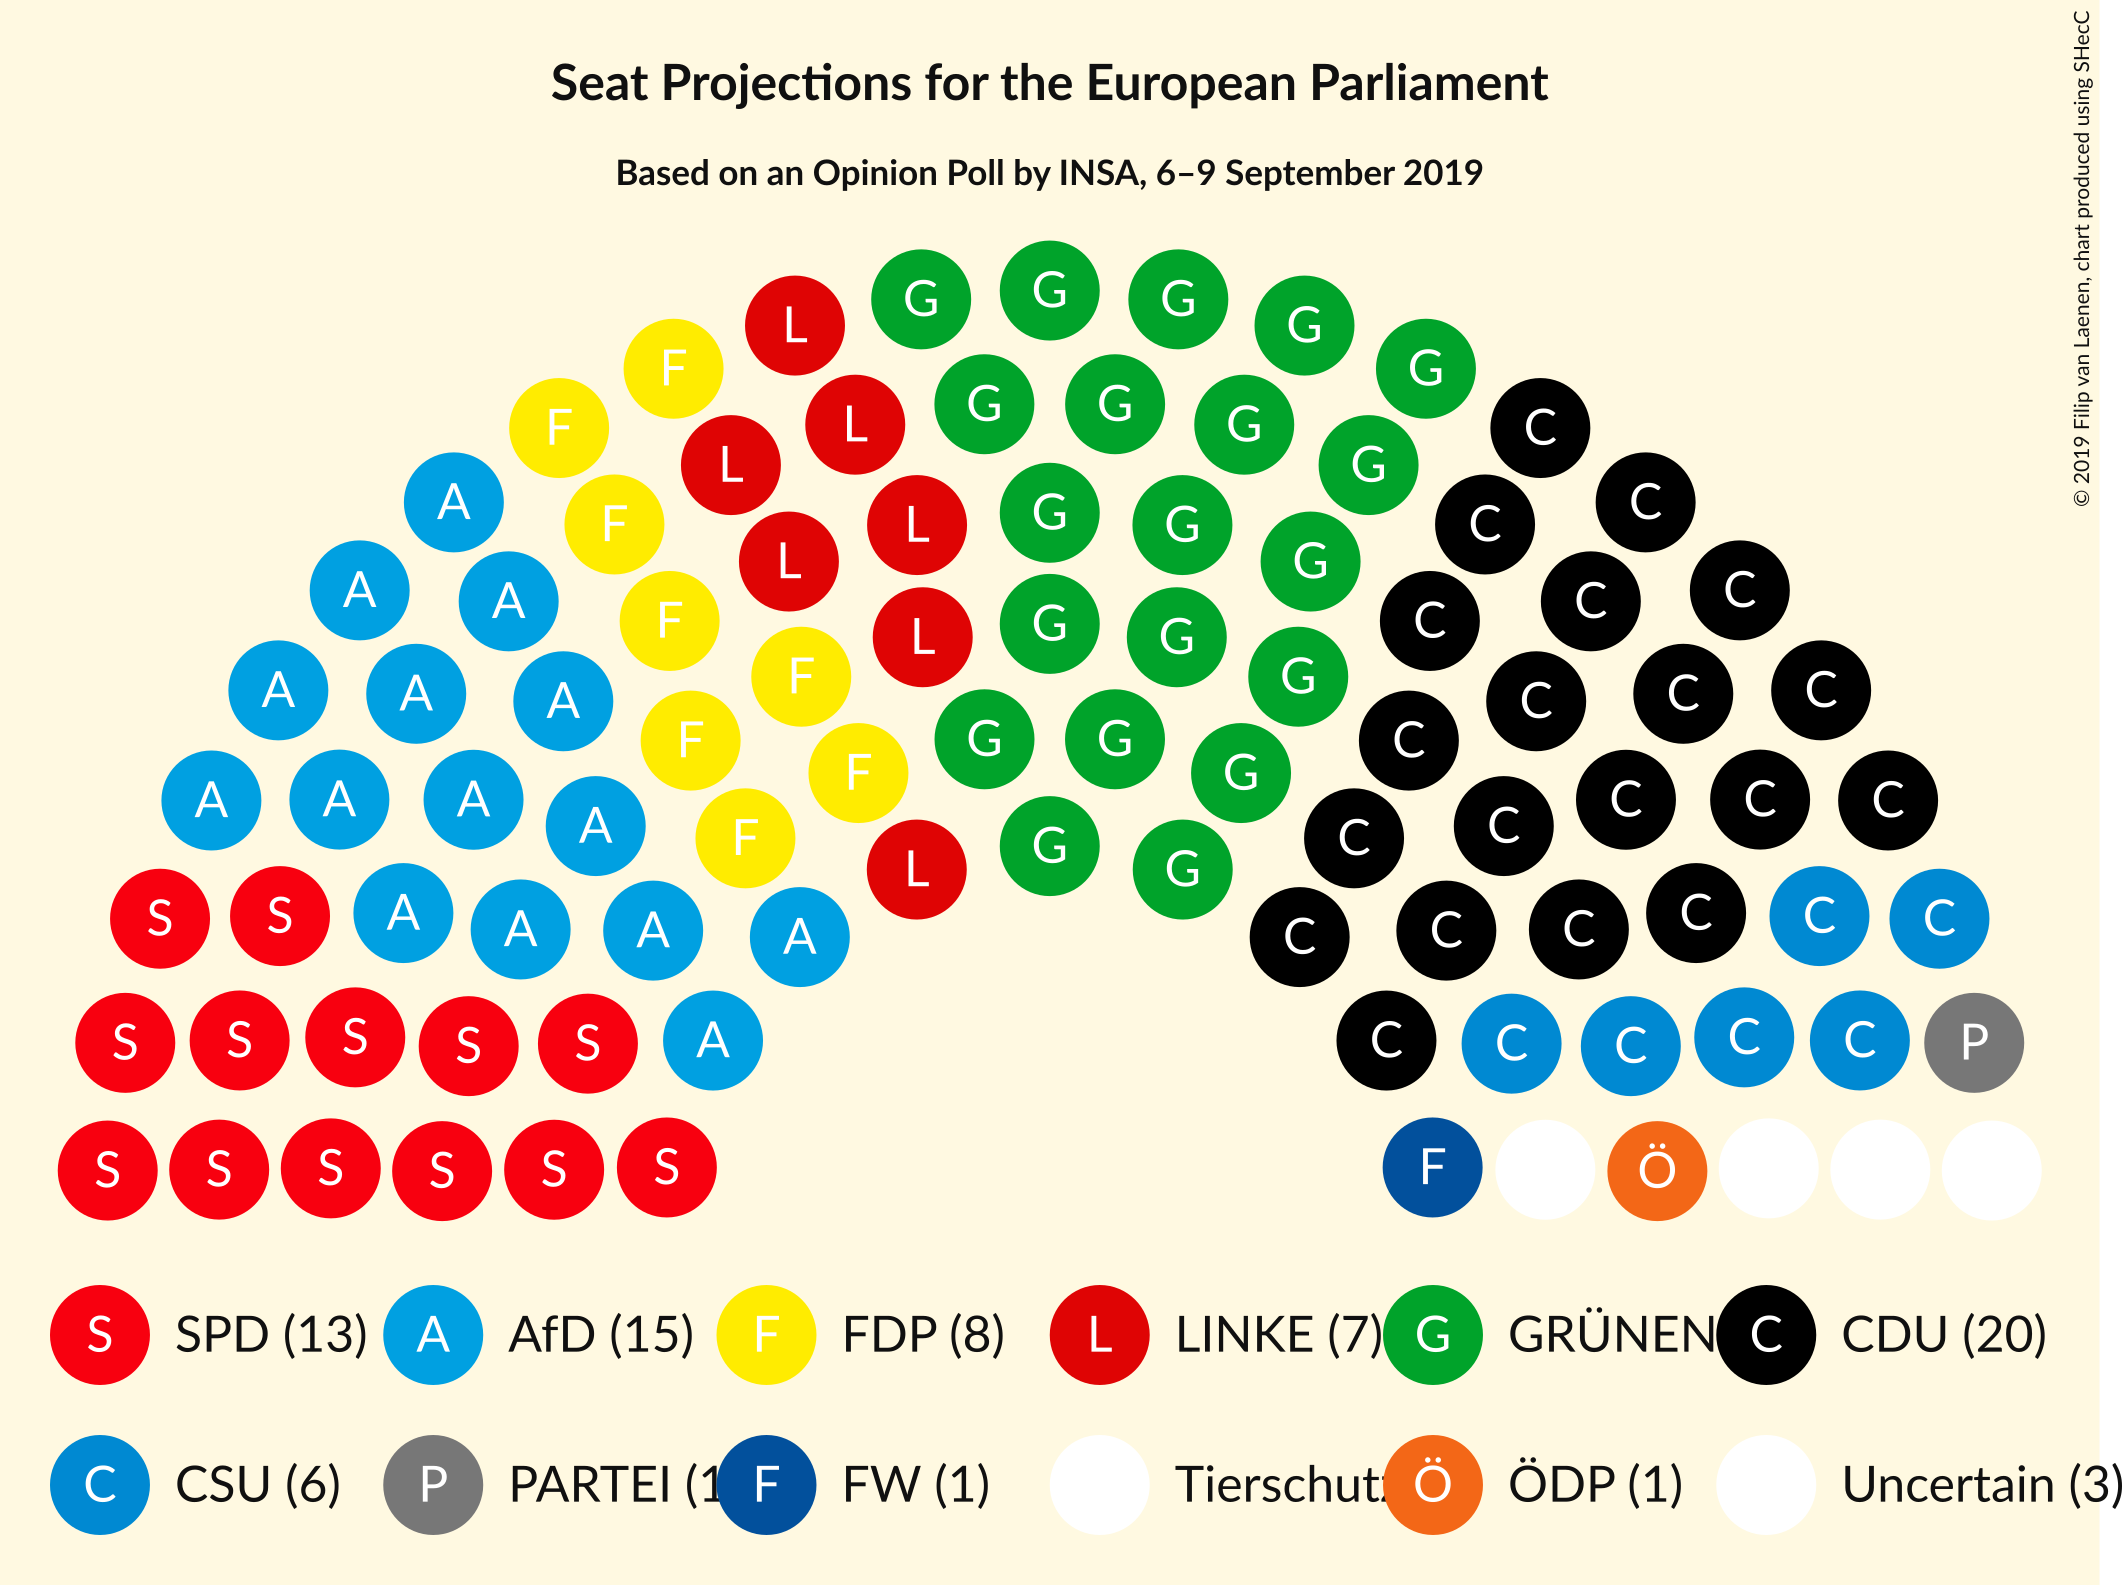 Seat Projections for the European Parliament
Based on an Opinion Poll by INSA, 6–9 September 2019
© 2019 Filip van Laenen, chart produced using SHecC
G G G
L G
F G
G G
F L G C
L G
A C
F L G G C
L G
A A C C
F L G G C
A A A F G C C C
F G G C
F G
A A A A F C C C C C
L G G
S S A A A A C C C C C C
S S S S S A C C C C C P
S S S S S S F Ö
S SPD (13) A AfD (15) F FDP (8) L LINKE (7) G GRÜNEN C CDU (20)
C CSU (6) P PARTEI (1 F FW (1) Tierschutz Ö ÖDP (1) Uncertain (3)